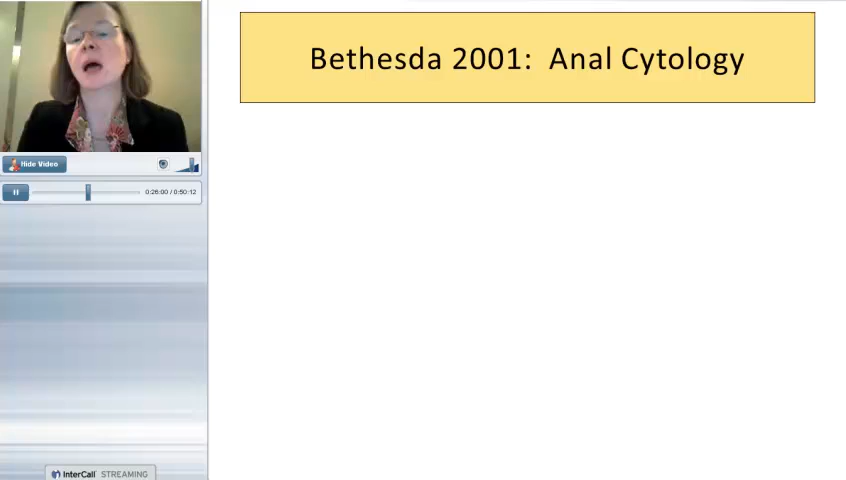 Bethesda 2001: Anal Cytology
Hide Video
0:26:00 / 0:50:12
InterCall STREAMING